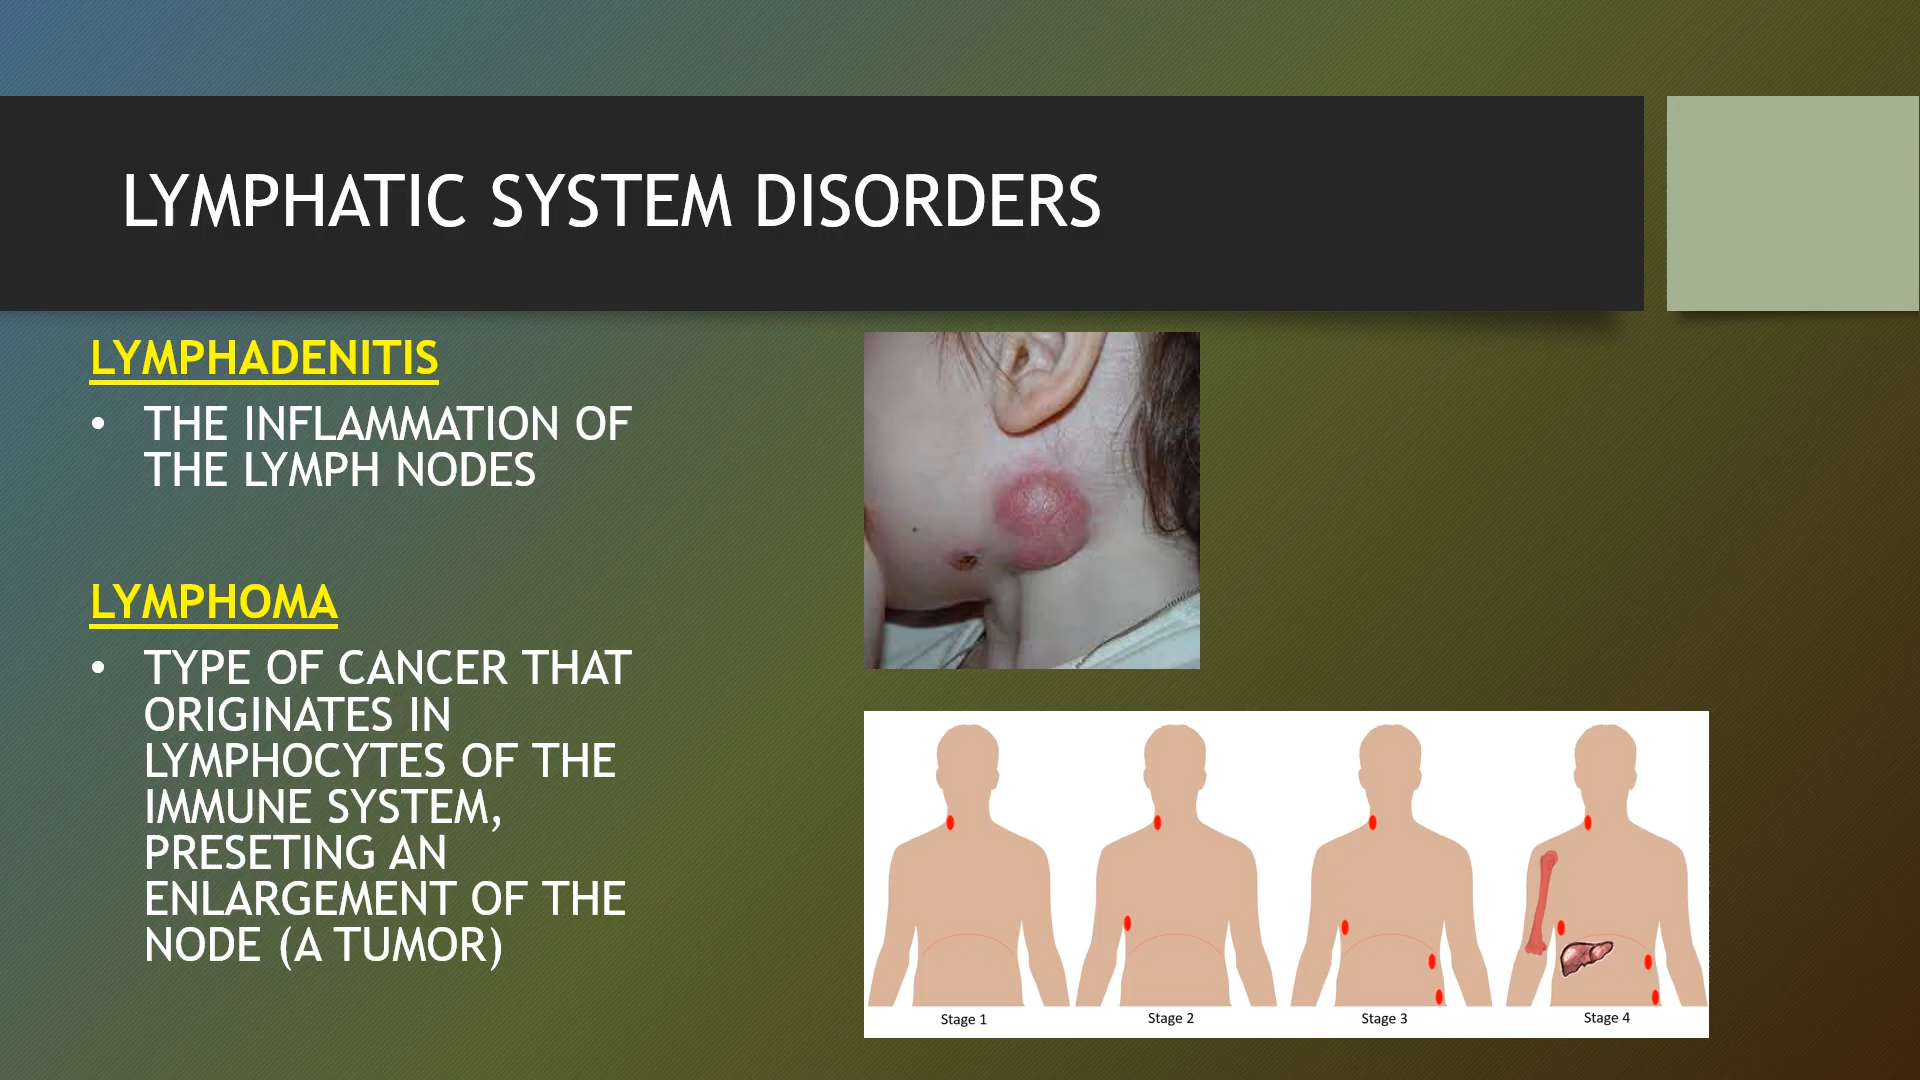 LYMPHATIC SYSTEM DISORDERS
LYMPHADENITIS
• THE INFLAMMATION OF
THE LYMPH NODES
LYMPHOMA
• TYPE OF CANCER THAT
ORIGINATES IN
LYMPHOCYTES OF THE
IMMUNE SYSTEM,
PRESETING AN
ENLARGEMENT OF THE
NODE (A TUMOR)
Stage 1
Stage 2
Stage 3
Stage 4